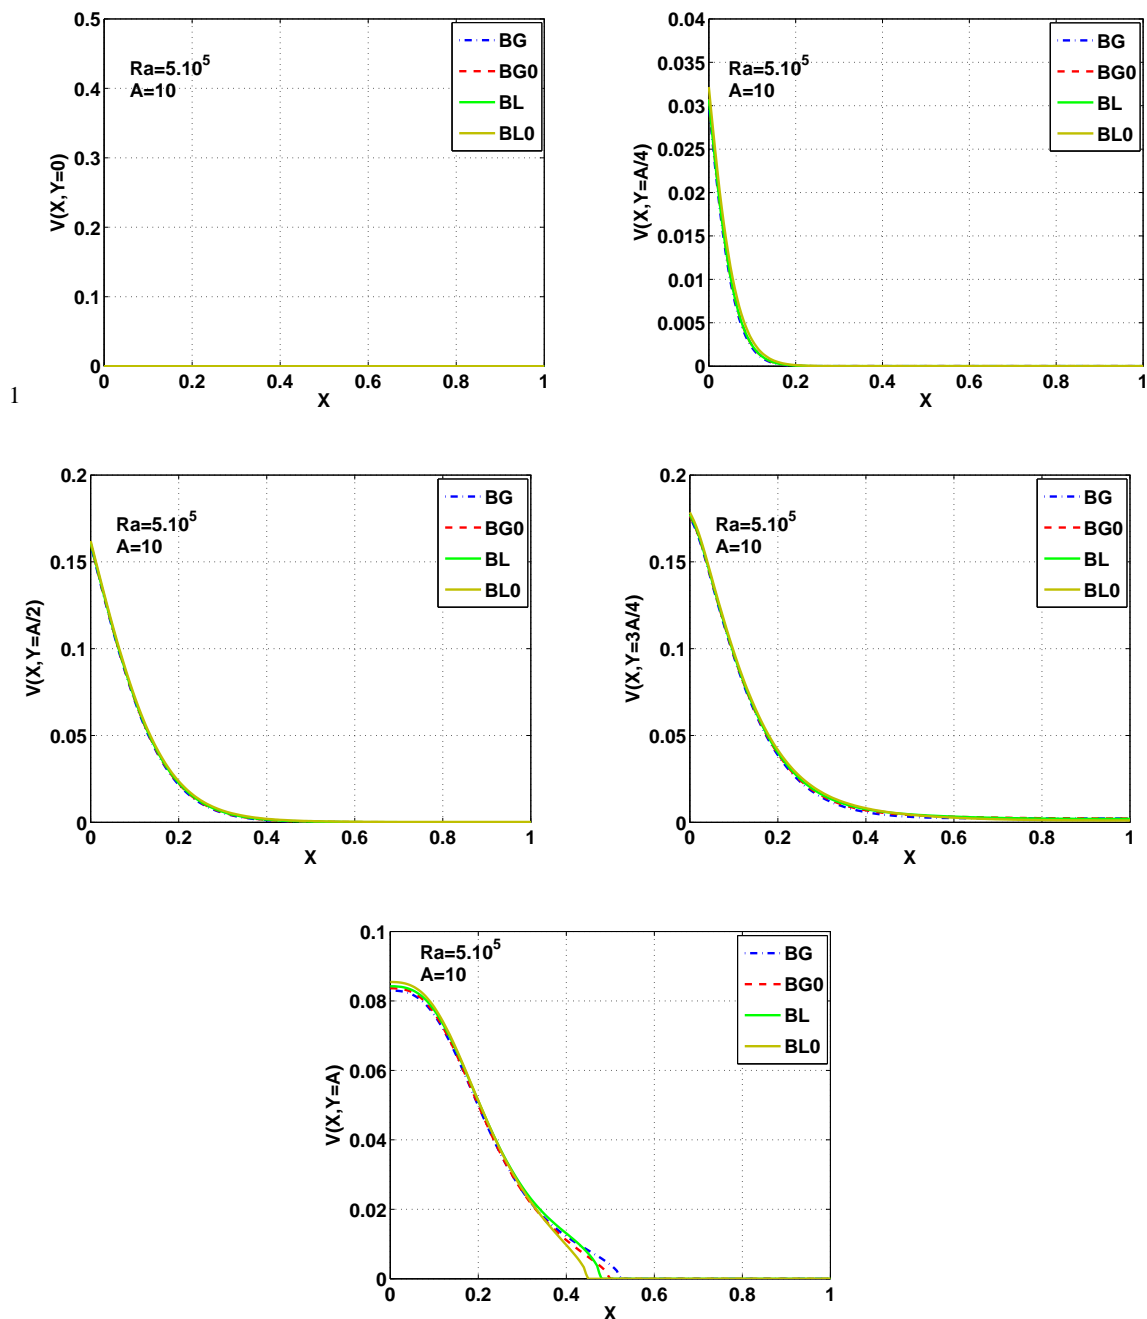 0.5
0.4
0.3
0.2
0.1
0
V(X,Y=0)
Ra=5.10^5
A=10
BG
BG0
BL
BL0
0 0.2 0.4 0.6 0.8 1
X
1
0.04
0.035
0.03
0.025
0.02
0.015
0.01
0.005
0
V(X,Y=A/4)
Ra=5.10^5
A=10
BG
BG0
BL
BL0
0 0.2 0.4 0.6 0.8 1
X
0.2
0.15
0.1
0.05
0
V(X,Y=A/2)
Ra=5.10^5
A=10
BG
BG0
BL
BL0
0 0.2 0.4 0.6 0.8 1
X
0.2
0.15
0.1
0.05
0
V(X,Y=3A/4)
Ra=5.10^5
A=10
BG
BG0
BL
BL0
0 0.2 0.4 0.6 0.8 1
X
0.1
0.08
0.06
0.04
0.02
0
V(X,Y=A)
Ra=5.10^5
A=10
BG
BG0
BL
BL0
0 0.2 0.4 0.6 0.8 1
X